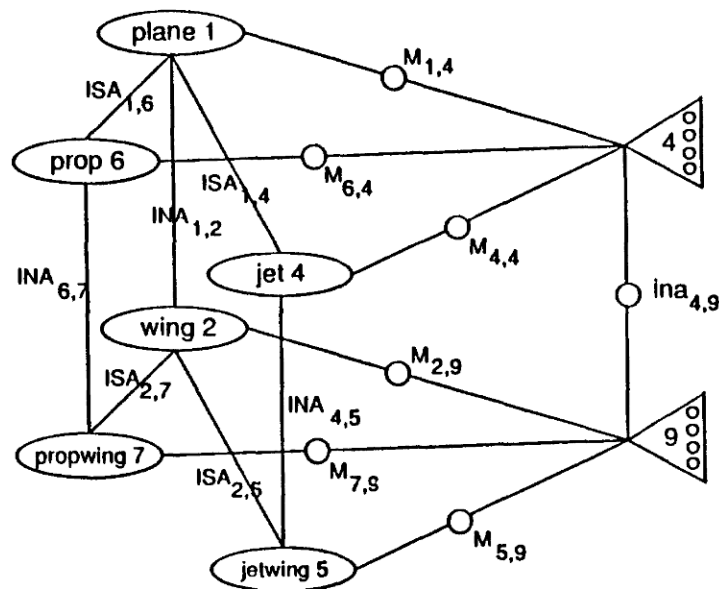 plane 1
M1,4
ISA1,6
4
prop 6
M6,4
ISA1,4
INA1,2
M4,4
INA6,7
jet 4
ina4,9
wing 2
M2,9
ISA2,7
INA 4,5
9
propwing 7
M7,9
ISA2,5
M5,9
jetwing 5